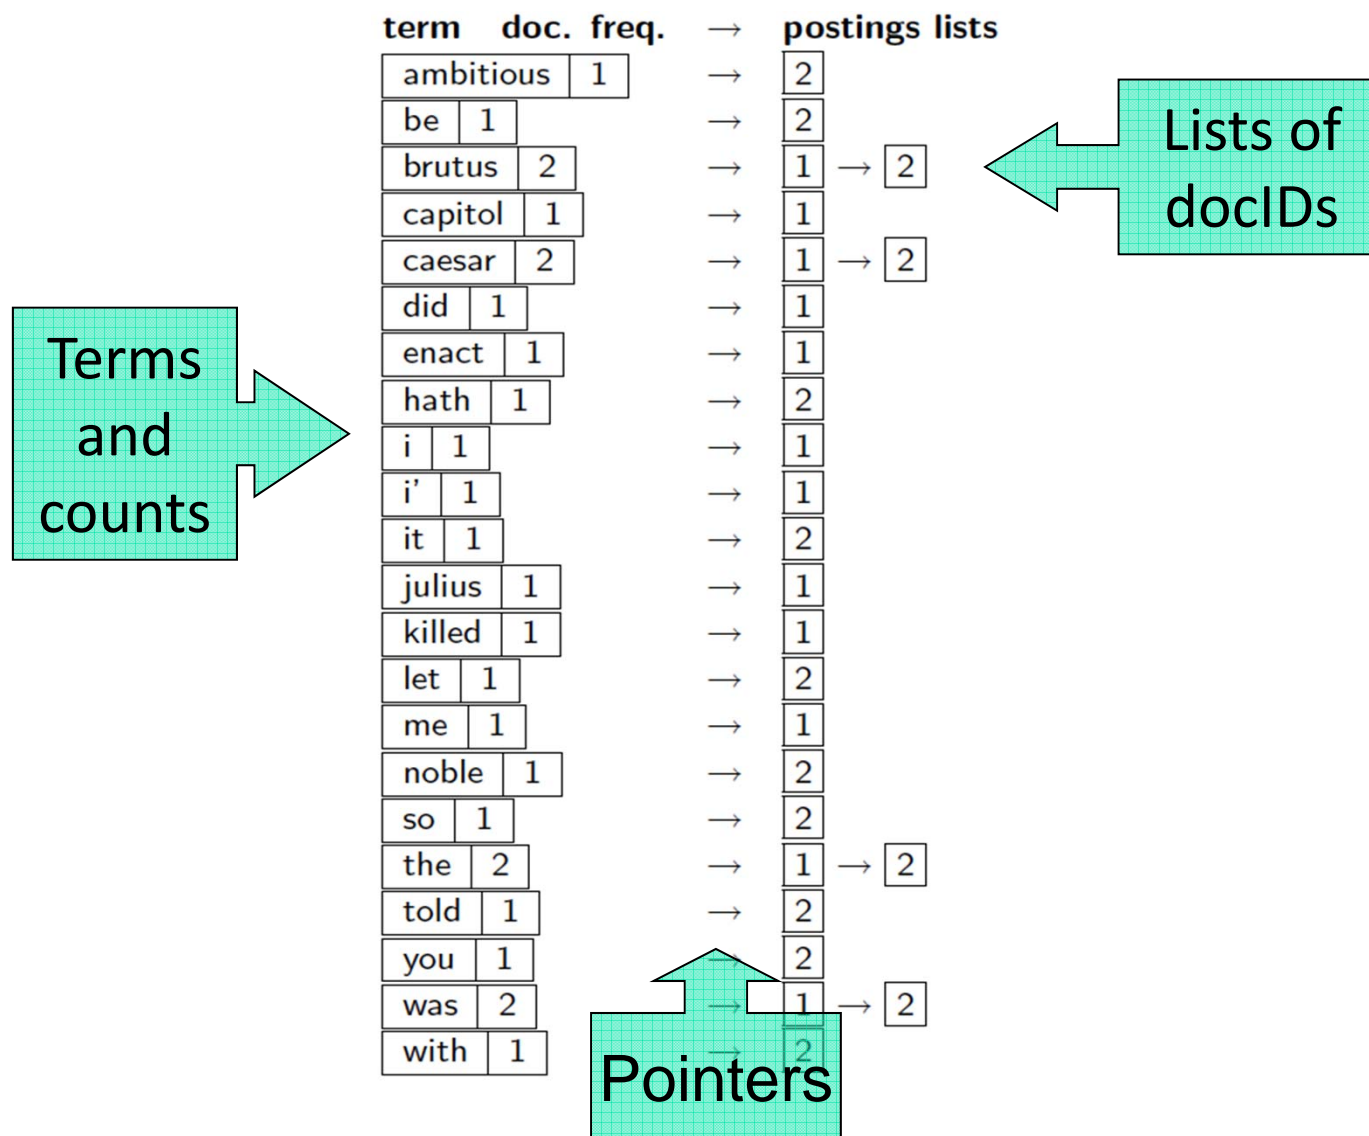 term doc. freq. → postings lists
ambitious 1 → 2
be 1 → 2
brutus 2 → 1 → 2
capitol 1 → 1
caesar 2 → 1 → 2
did 1 → 1
enact 1 → 1
hath 1 → 2
i 1 → 1
i' 1 → 1
it 1 → 2
julius 1 → 1
killed 1 → 1
let 1 → 2
me 1 → 1
noble 1 → 2
so 1 → 2
the 2 → 1 → 2
told 1 → 2
you 1 → 2
was 2 → 1 → 2
with 1 → 2
Lists of
docIDs
Terms
and
counts
Pointers